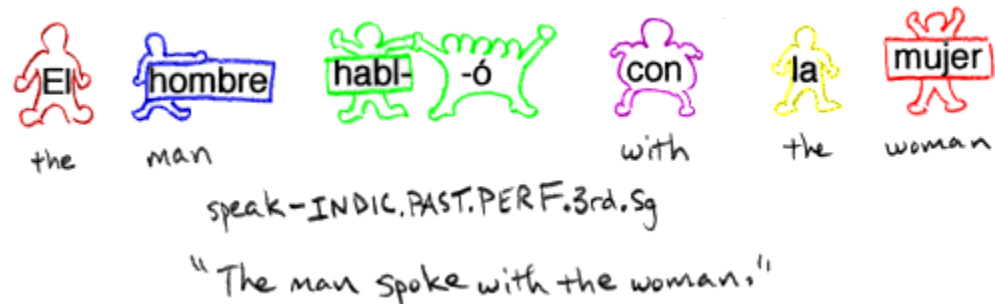 El hombre habl- -ó con la mujer
the man with the woman
speak-INDIC.PAST.PERF.3rd.Sg
"The man spoke with the woman."